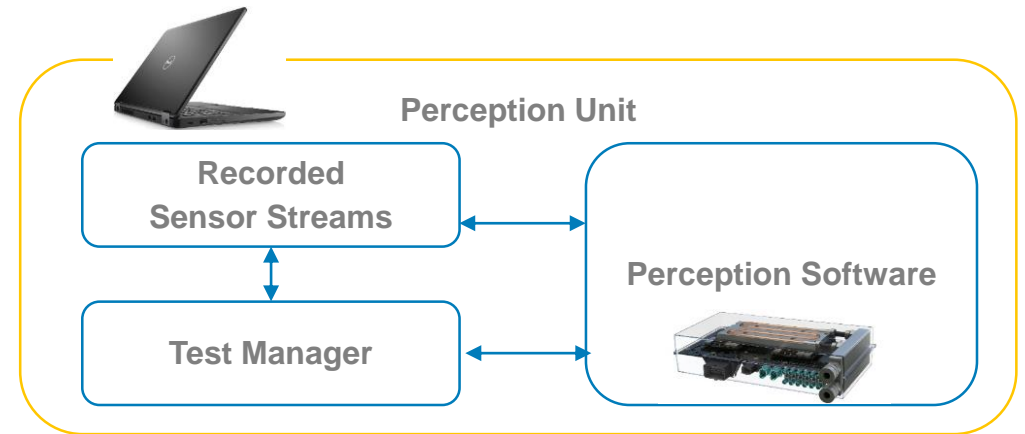 Perception Unit
Recorded
Sensor Streams
Perception Software
Test Manager